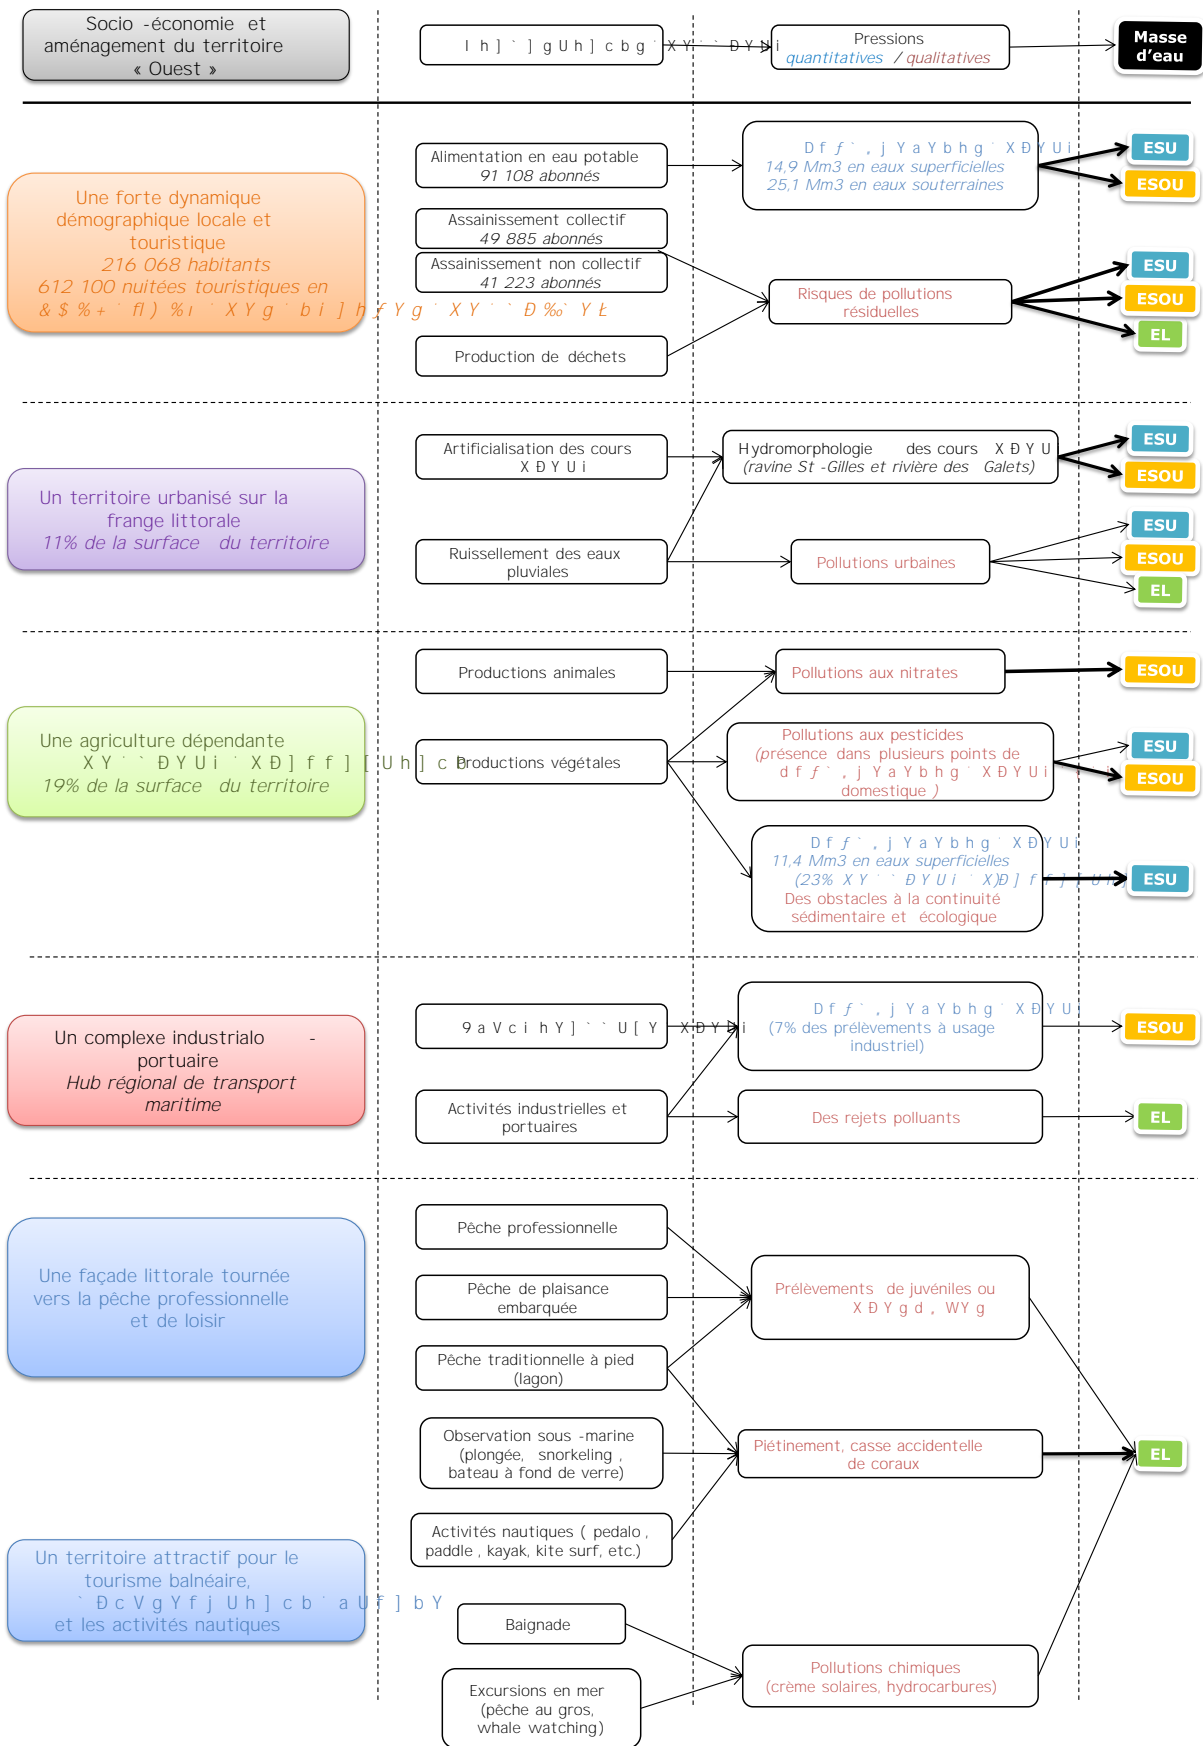 Socio -économie et
aménagement du territoire
« Ouest »
Pressions
quantitatives / qualitatives
Masse
d'eau
Une forte dynamique
démographique locale et
touristique
216 068 habitants
612 100 nuitées touristiques en
Alimentation en eau potable
91 108 abonnés
14,9 Mm3 en eaux superficielles
25,1 Mm3 en eaux souterraines
ESU
ESOU
Assainissement collectif
49 885 abonnés
Assainissement non collectif
41 223 abonnés
Production de déchets
Risques de pollutions
résiduelles
ESU
ESOU
EL
Un territoire urbanisé sur la
frange littorale
11% de la surface du territoire
Artificialisation des cours
Hydromorphologie des cours
(ravine St -Gilles et rivière des Galets)
ESU
ESOU
Ruissellement des eaux
pluviales
Pollutions urbaines
ESU
ESOU
EL
Une agriculture dépendante
19% de la surface du territoire
Productions animales
Pollutions aux nitrates
ESOU
Productions végétales
Pollutions aux pesticides
(présence dans plusieurs points de
domestique )
ESU
ESOU
11,4 Mm3 en eaux superficielles
(23%
Des obstacles à la continuité
sédimentaire et écologique
ESU
Un complexe industrialo -
portuaire
Hub régional de transport
maritime
(7% des prélèvements à usage
industriel)
ESOU
Activités industrielles et
portuaires
Des rejets polluants
EL
Une façade littorale tournée
vers la pêche professionnelle
et de loisir
Pêche professionnelle
Pêche de plaisance
embarquée
Pêche traditionnelle à pied
(lagon)
Prélèvements de juvéniles ou
Observation sous -marine
(plongée, snorkeling ,
bateau à fond de verre)
Piétinement, casse accidentelle
de coraux
EL
Activités nautiques ( pedalo ,
paddle , kayak, kite surf, etc.)
Un territoire attractif pour le
tourisme balnéaire,
et les activités nautiques
Baignade
Excursions en mer
(pêche au gros,
whale watching)
Pollutions chimiques
(crème solaires, hydrocarbures)